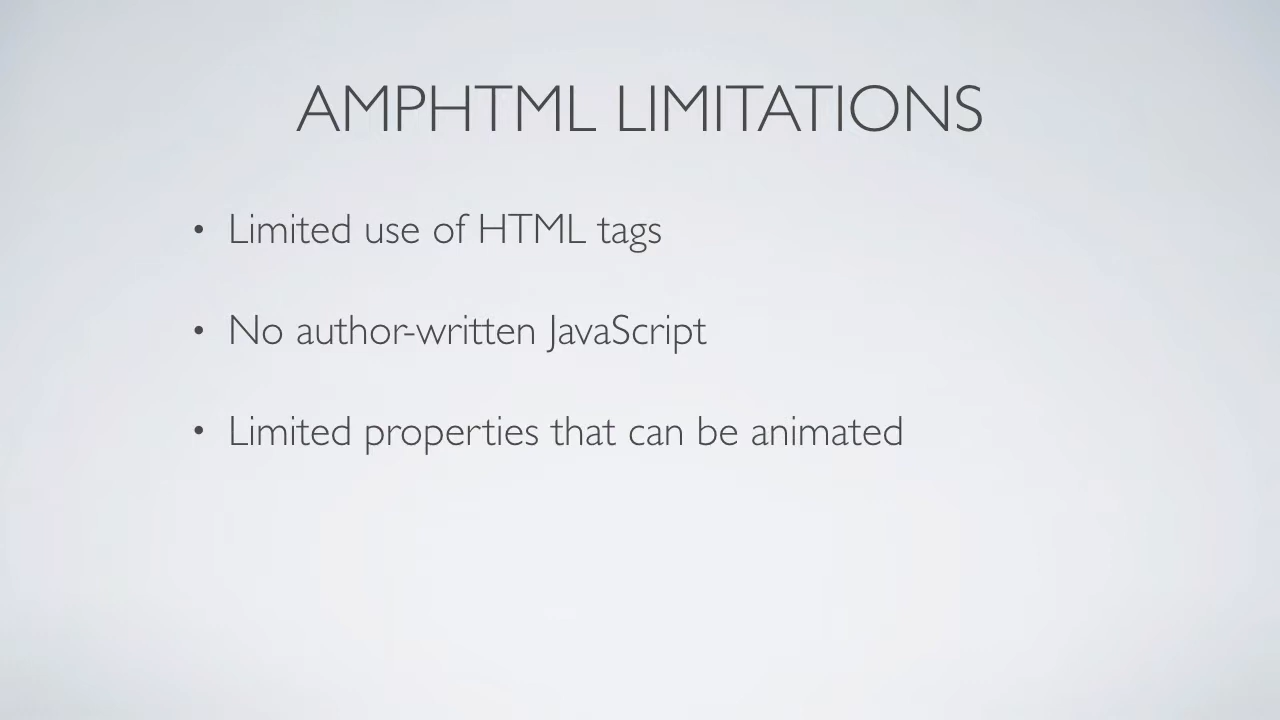 AMPHTML LIMITATIONS
• Limited use of HTML tags
• No author-written JavaScript
• Limited properties that can be animated